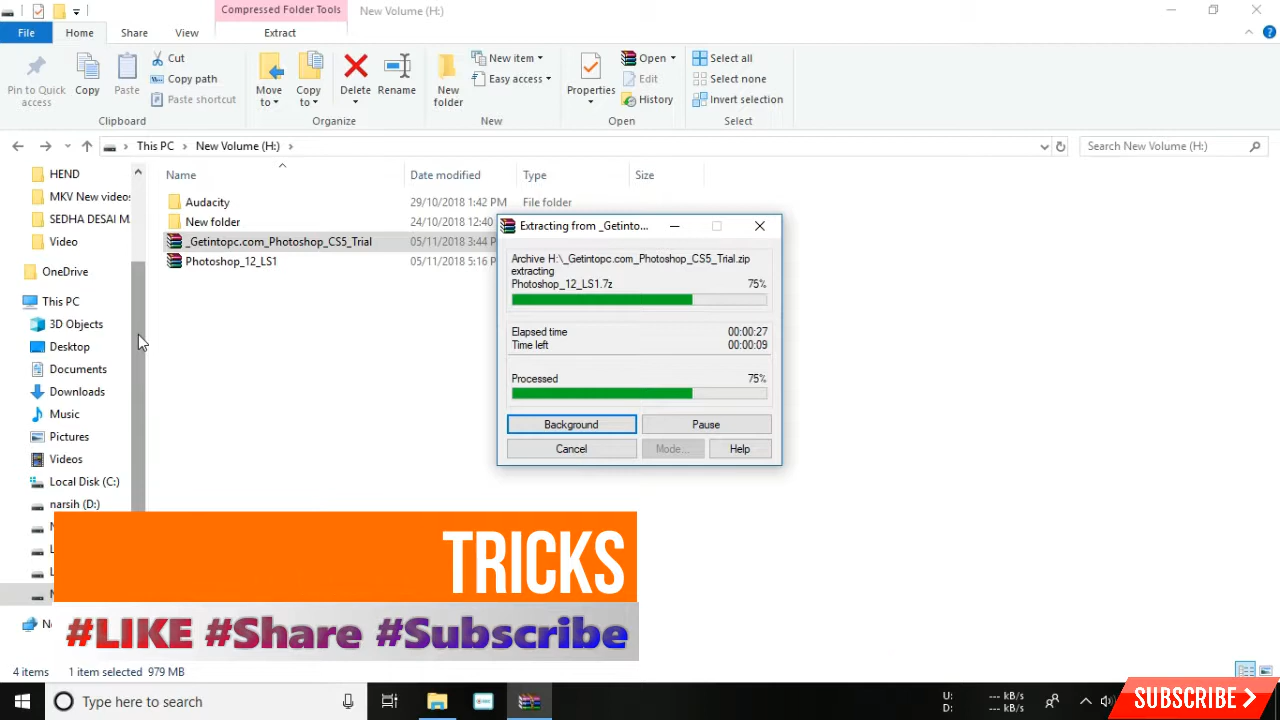 Compressed Folder Tools
New Volume (H:)
File
Home
Share
View
Extract
Pin to Quick access
Copy
Paste
Cut
Copy path
Paste shortcut
Clipboard
Move to
Copy to
Delete
Rename
Organize
New folder
New item
Easy access
New
Properties
Open
Edit
History
Open
Select all
Select none
Invert selection
Select
This PC > New Volume (H:) >
Search New Volume (H:)
Name
Date modified
Type
Size
HEND
MKV New videos
SEDHA DESAI M
Video
OneDrive
This PC
3D Objects
Desktop
Documents
Downloads
Music
Pictures
Videos
Local Disk (C:)
narsih (D:)
Audacity 29/10/2018 1:42 PM File folder
New folder 24/10/2018 12:40
_Getintopc.com_Photoshop_CS5_Trial 05/11/2018 3:44 P
Photoshop_12_LS1 05/11/2018 5:16 P
Extracting from _Getinto...
Archive H:\_Getintopc.com_Photoshop_CS5_Trial.zip
extracting
Photoshop_12_LS1.7z 75%
Elapsed time 00:00:27
Time left 00:00:09
Processed 75%
Background
Pause
Cancel
Mode...
Help
TRICKS
#LIKE #Share #Subscribe
4 items 1 item selected 979 MB
Type here to search
U: --- kB/s
D: --- kB/s
SUBSCRIBE